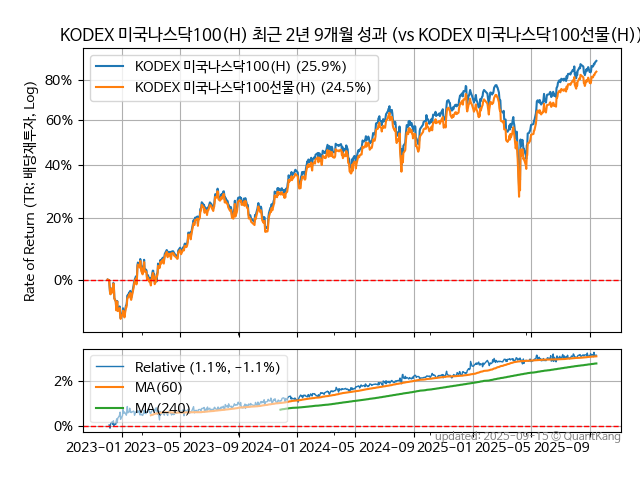 KODEX 미국나스닥100(H) 최근 2년 9개월 성과 (vs KODEX 미국나스닥100선물(H))
KODEX 미국나스닥100(H) (25.9%)
KODEX 미국나스닥100선물(H) (24.5%)
Rate of Return (TR: 배당재투자, Log)
80%
60%
40%
20%
0%
Relative (1.1%, −1.1%)
MA(60)
MA(240)
2%
0%
2023−01 2023−05 2023−09 2024−01 2024−05 2024−09 2025−01 2025−05 2025−09
updated: 2025-09-15 © QuantKang